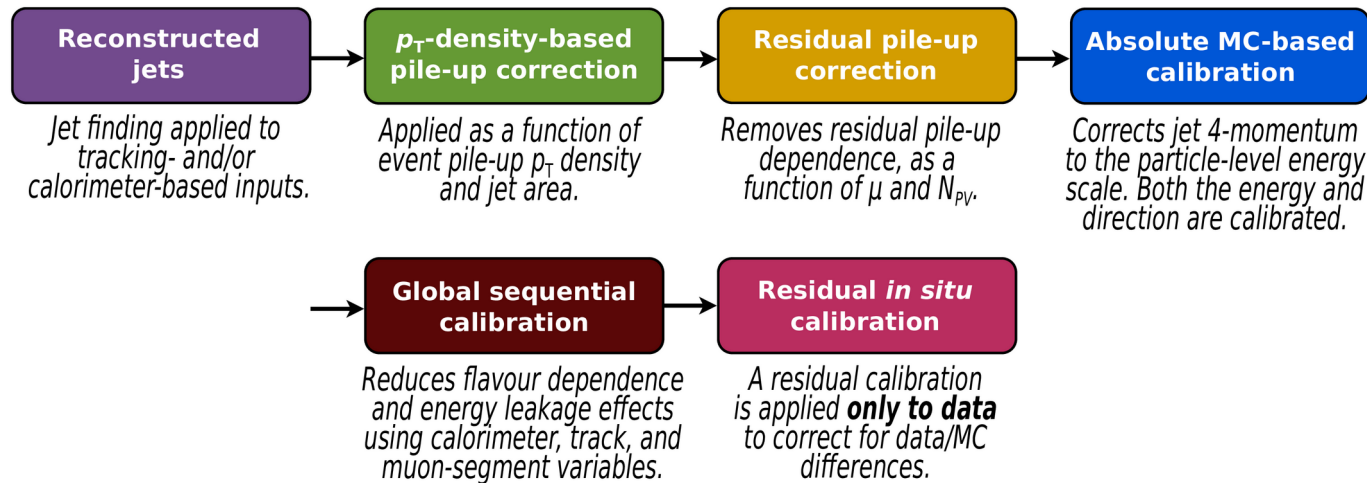 Reconstructed
jets
Jet finding applied to
tracking- and/or
calorimeter-based inputs.
pT-density-based
pile-up correction
Applied as a function of
event pile-up pT density
and jet area.
Residual pile-up
correction
Removes residual pile-up
dependence, as a
function of µ and NPV.
Absolute MC-based
calibration
Corrects jet 4-momentum
to the particle-level energy
scale. Both the energy and
direction are calibrated.
Global sequential
calibration
Reduces flavour dependence
and energy leakage effects
using calorimeter, track, and
muon-segment variables.
Residual in situ
calibration
A residual calibration
is applied only to data
to correct for data/MC
differences.